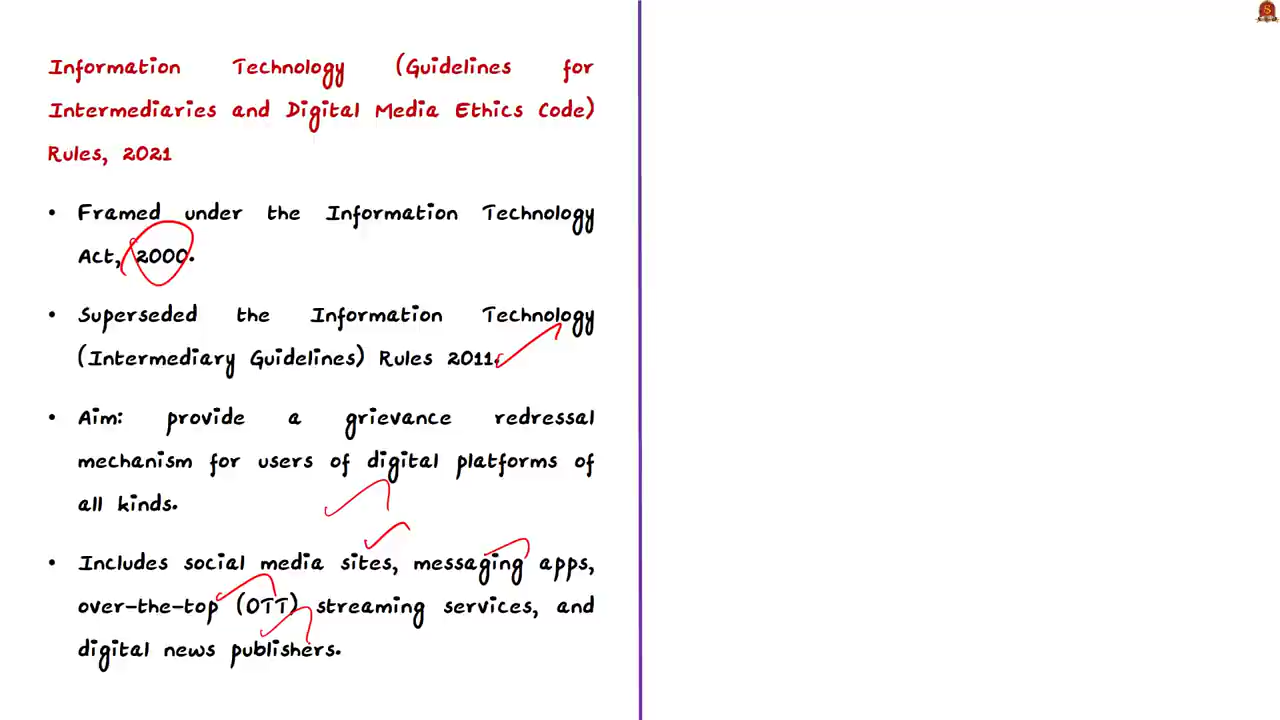 Information Technology (Guidelines for
Intermediaries and Digital Media Ethics Code)
Rules, 2021
• Framed under the Information Technology
Act, 2000.
• Superseded the Information Technology
(Intermediary Guidelines) Rules 2011.
• Aim: provide a grievance redressal
mechanism for users of digital platforms of
all kinds.
• Includes social media sites, messaging apps,
over-the-top (OTT) streaming services, and
digital news publishers.